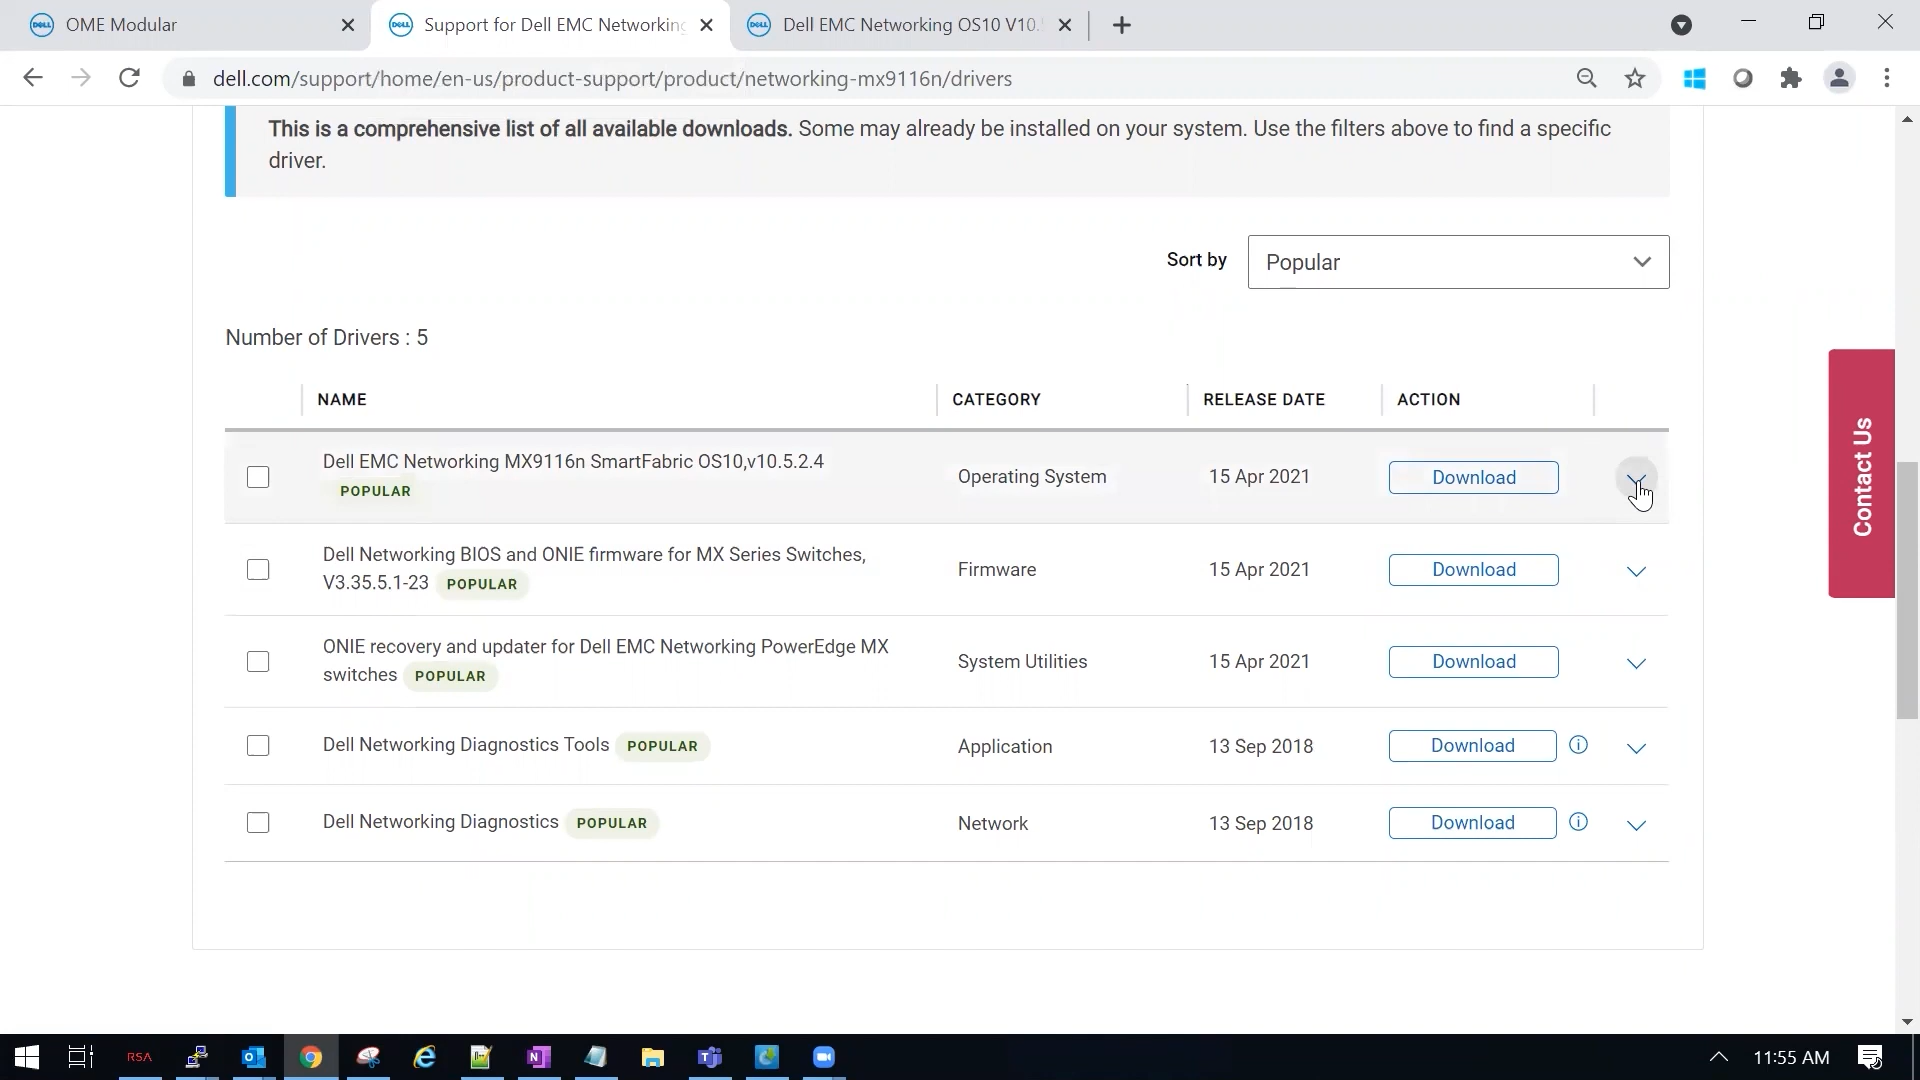 OME Modular
Support for Dell EMC Networking
Dell EMC Networking OS10 V10.
dell.com/support/home/en-us/product-support/product/networking-mx9116n/drivers
This is a comprehensive list of all available downloads. Some may already be installed on your system. Use the filters above to find a specific
driver.
Sort by
Popular
Number of Drivers : 5
NAME
CATEGORY
RELEASE DATE
ACTION
Dell EMC Networking MX9116n SmartFabric OS10,v10.5.2.4
POPULAR
Operating System
15 Apr 2021
Download
Dell Networking BIOS and ONIE firmware for MX Series Switches,
V3.35.5.1-23 POPULAR
Firmware
15 Apr 2021
Download
ONIE recovery and updater for Dell EMC Networking PowerEdge MX
switches POPULAR
System Utilities
15 Apr 2021
Download
Dell Networking Diagnostics Tools POPULAR
Application
13 Sep 2018
Download
Dell Networking Diagnostics POPULAR
Network
13 Sep 2018
Download
Contact Us
RSA
11:55 AM